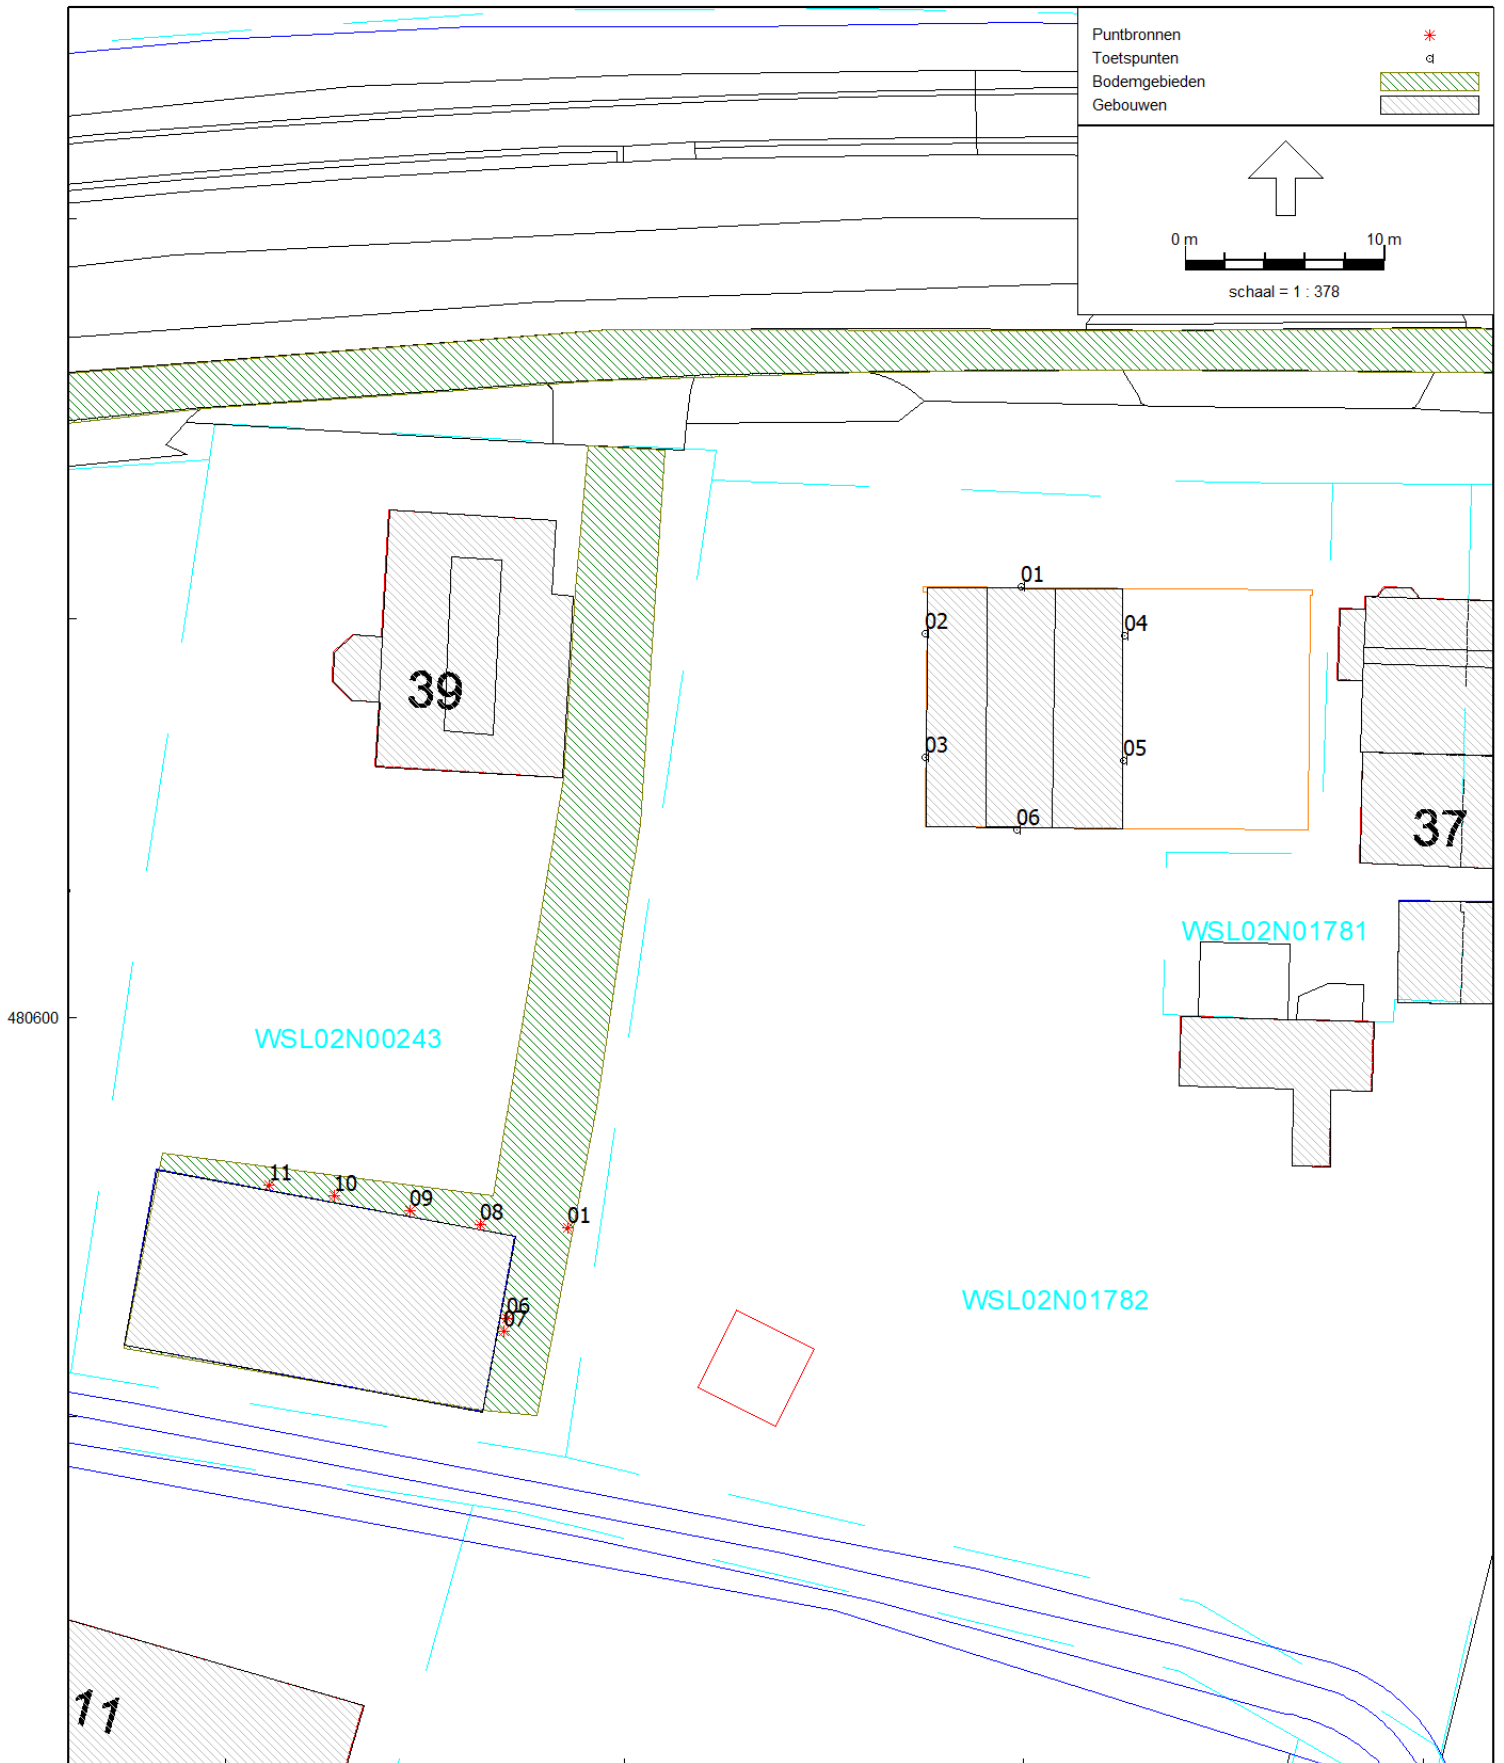 Puntbronnen
Toetspunten
Bodemgebieden
Gebouwen
0 m 10 m
schaal = 1 : 378
01
02
04
39
03
05
06
37
WSL02N01781
480600
WSL02N00243
11
10
09
08
01
WSL02N01782
06
07
11